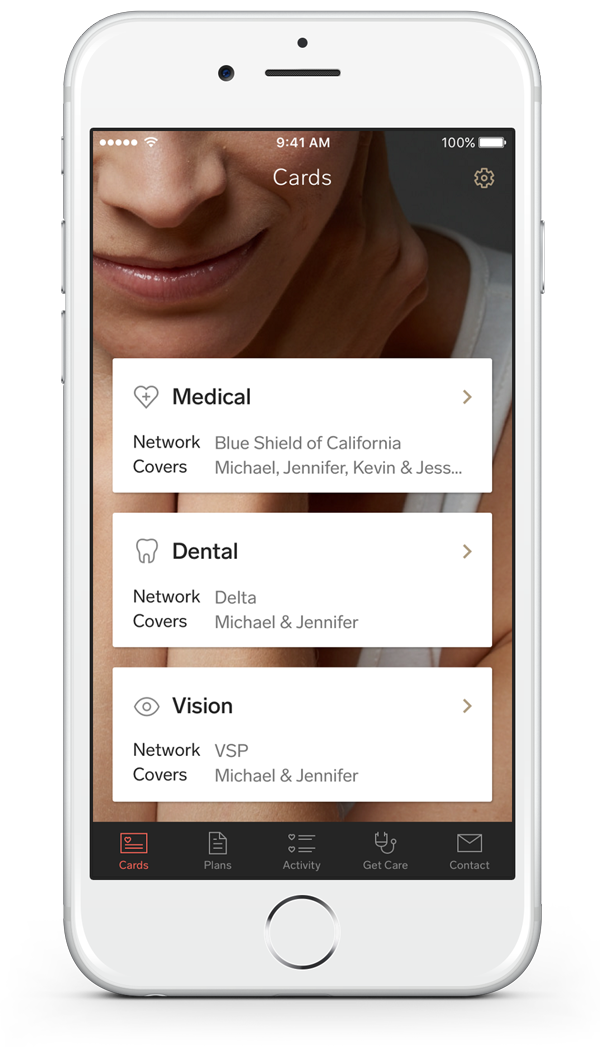 9:41 AM
100%
Cards
Medical
Network Blue Shield of California
Covers Michael, Jennifer, Kevin & Jess...
Dental
Network Delta
Covers Michael & Jennifer
Vision
Network VSP
Covers Michael & Jennifer
Cards Plans Activity Get Care Contact